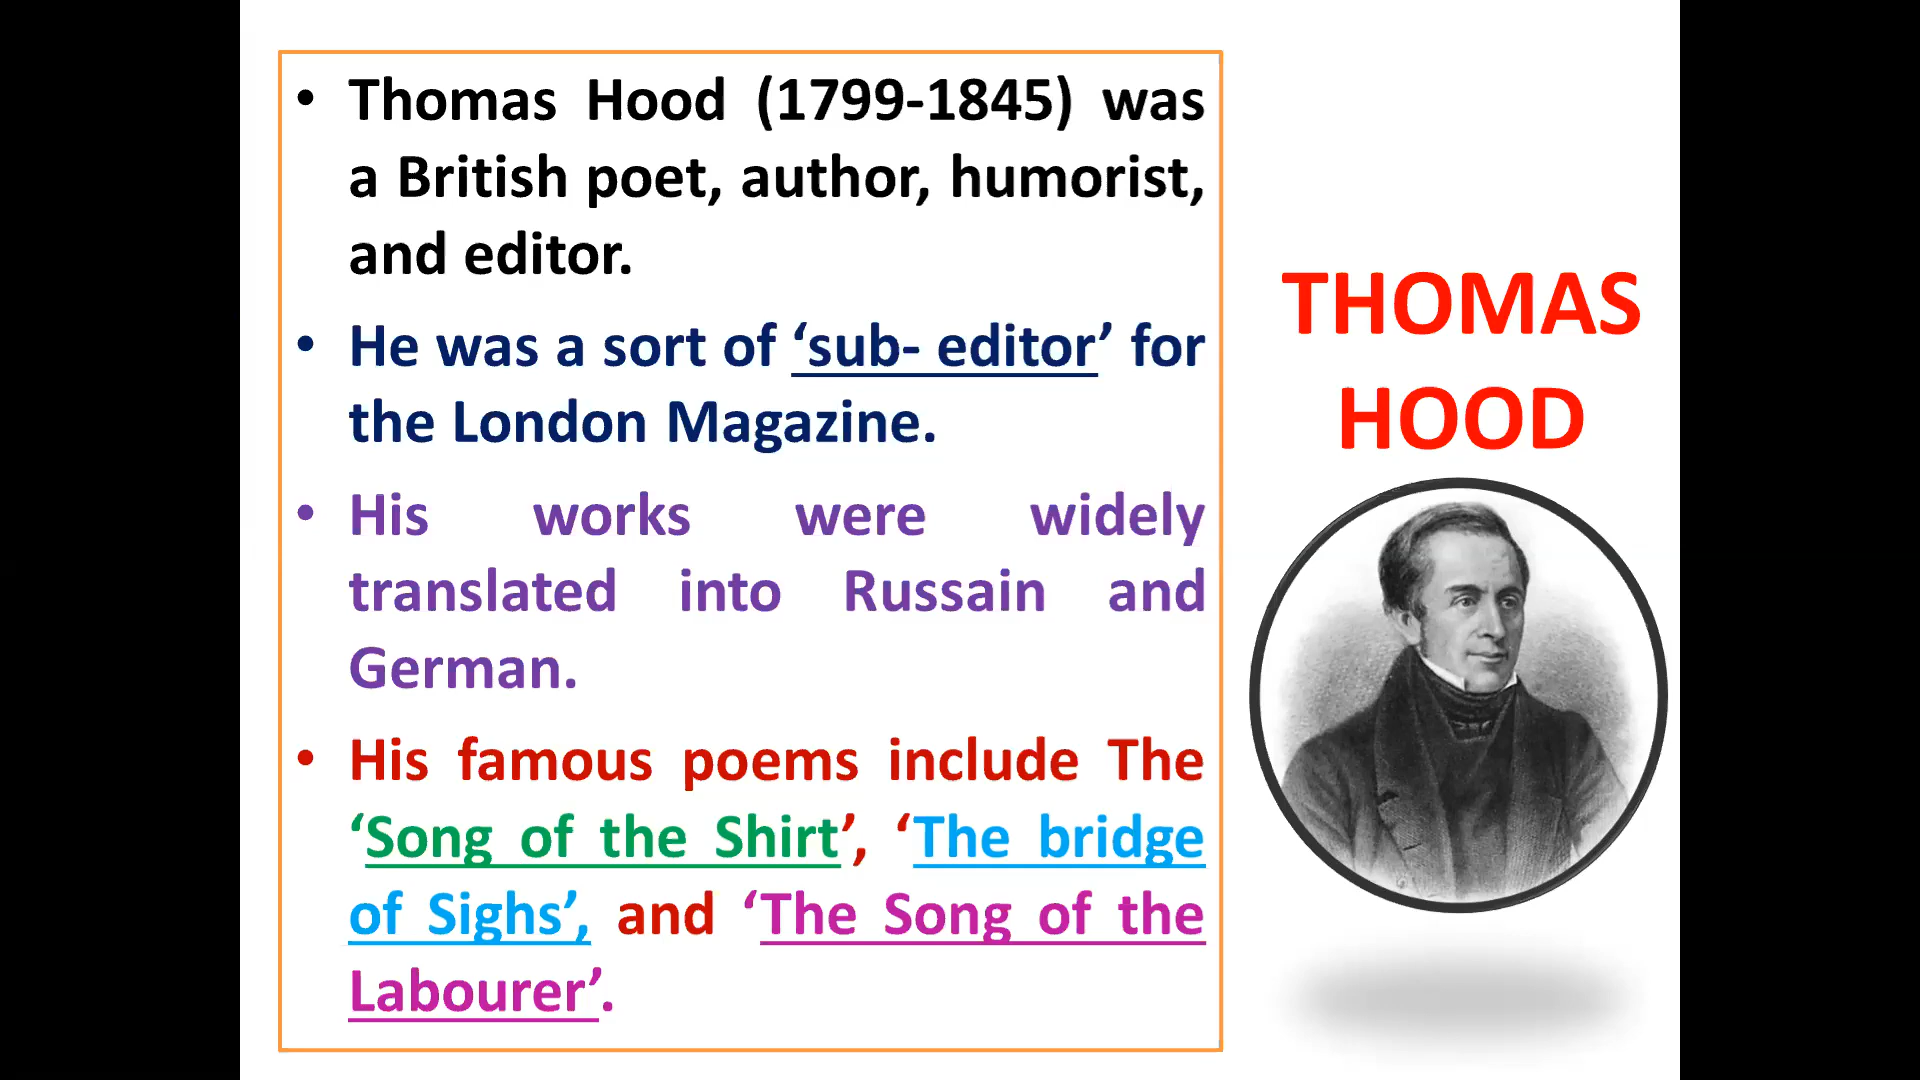 • Thomas Hood (1799-1845) was
a British poet, author, humorist,
and editor.
• He was a sort of ‘sub- editor’ for
the London Magazine.
• His works were widely
translated into Russain and
German.
• His famous poems include The
‘Song of the Shirt’, ‘The bridge
of Sighs’, and ‘The Song of the
Labourer’.
THOMAS
HOOD